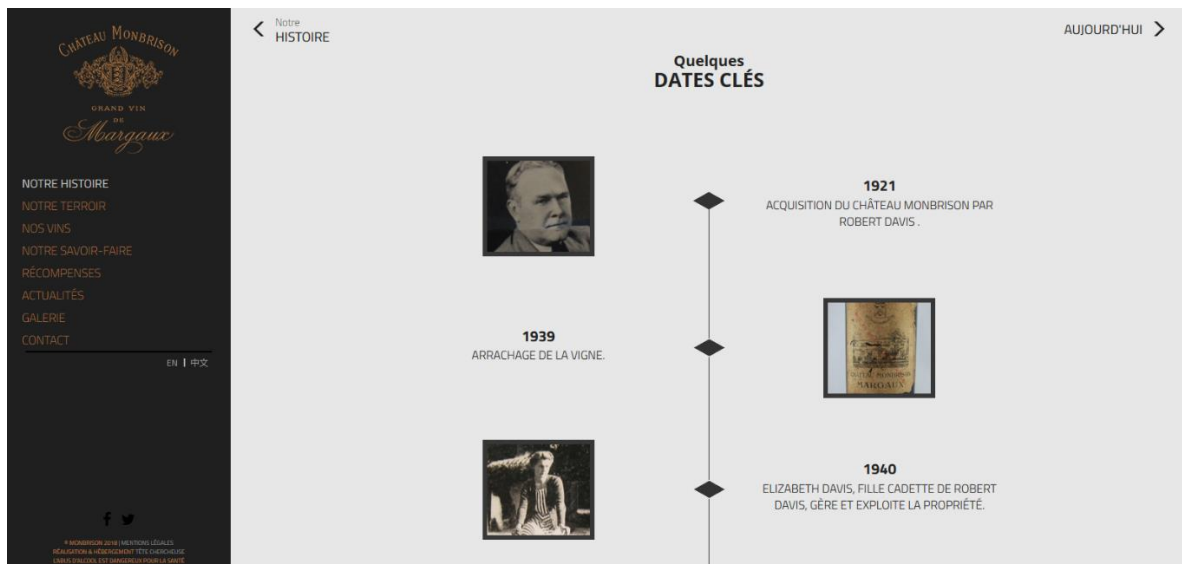 CHÂTEAU MONBRISON
GRAND VIN
DE
Margaux
NOTRE HISTOIRE
NOTRE TERROIR
NOS VINS
NOTRE SAVOIR-FAIRE
RÉCOMPENSES
ACTUALITÉS
GALERIE
CONTACT
EN | 中文
© MONBRISON 2018 | MENTIONS LÉGALES
RÉALISATION & HÉBERGEMENT TÊTE CHERCHEUSE
L'ABUS D'ALCOOL EST DANGEREUX POUR LA SANTÉ
Notre
HISTOIRE
AUJOURD'HUI
Quelques
DATES CLÉS
1921
ACQUISITION DU CHÂTEAU MONBRISON PAR
ROBERT DAVIS .
1939
ARRACHAGE DE LA VIGNE.
MARGAUX
1940
ELIZABETH DAVIS, FILLE CADETTE DE ROBERT
DAVIS, GÈRE ET EXPLOITE LA PROPRIÉTÉ.